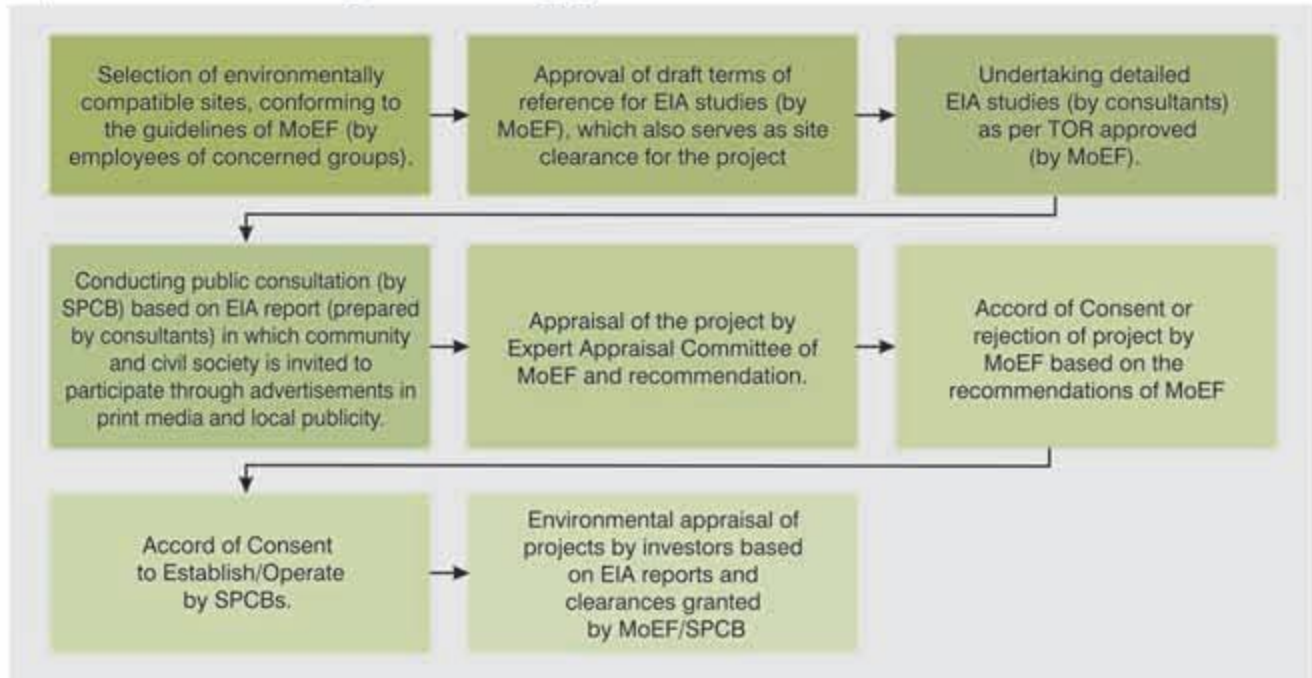 Selection of environmentally
compatible sites, conforming to
the guidelines of MoEF (by
employees of concerned groups).
Approval of draft terms of
reference for EIA studies (by
MoEF), which also serves as site
clearance for the project
Undertaking detailed
EIA studies (by consultants)
as per TOR approved
(by MoEF).
Conducting public consultation (by
SPCB) based on EIA report (prepared
by consultants) in which community
and civil society is invited to
participate through advertisements in
print media and local publicity.
Appraisal of the project by
Expert Appraisal Committee of
MoEF and recommendation.
Accord of Consent or
rejection of project by
MoEF based on the
recommendations of MoEF
Accord of Consent
to Establish/Operate
by SPCBs.
Environmental appraisal of
projects by investors based
on EIA reports and
clearances granted
by MoEF/SPCB